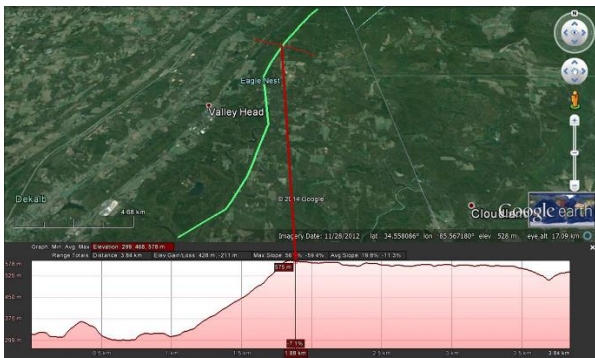 N
Eagle Nest
Valley Head
Dekalb
© 2014 Google
4.68 km
Cloudland
Google earth
Imagery Date: 11/28/2012 lat 34.558086° lon -85.567180° elev 528 m eye alt 17.09 km
Graph: Min, Avg, Max Elevation: 299, 468, 578 m
Range Totals: Distance: 3.84 km Elev Gain/Loss: 428 m, -211 m Max Slope: -59.4% Avg Slope: 19.8%, -11.3%
578 m
575 m
450 m
299 m
-7.1%
0.5 km 1 km 1.5 km 1.88 km 2.5 km 3 km 3.5 km 3.84 km